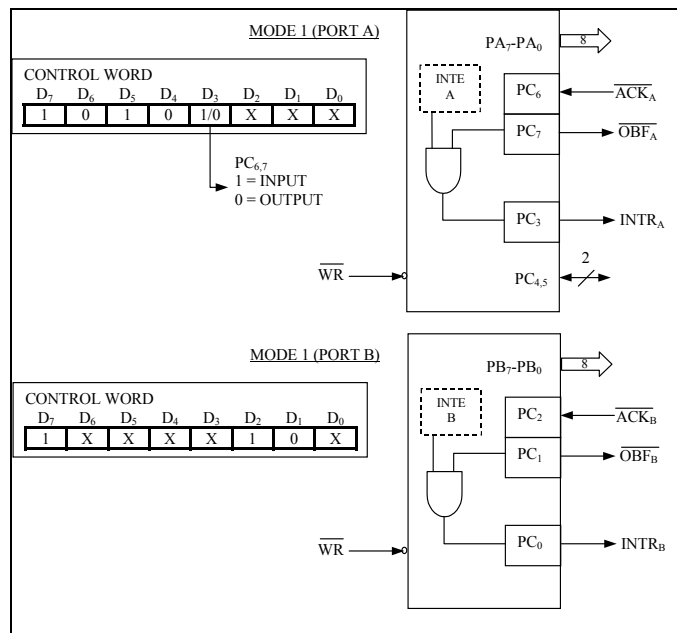 MODE 1 (PORT A)
CONTROL WORD
D7 D6 D5 D4 D3 D2 D1 D0
1 0 1 0 1/0 X X X
PC6,7
1 = INPUT
0 = OUTPUT
PA7-PA0
8
INTE
A
PC6
ACKA
PC7
OBFA
PC3
INTRA
WR
2
PC4,5
MODE 1 (PORT B)
CONTROL WORD
D7 D6 D5 D4 D3 D2 D1 D0
1 X X X X 1 0 X
PB7-PB0
8
INTE
B
PC2
ACKB
PC1
OBFB
PC0
INTRB
WR